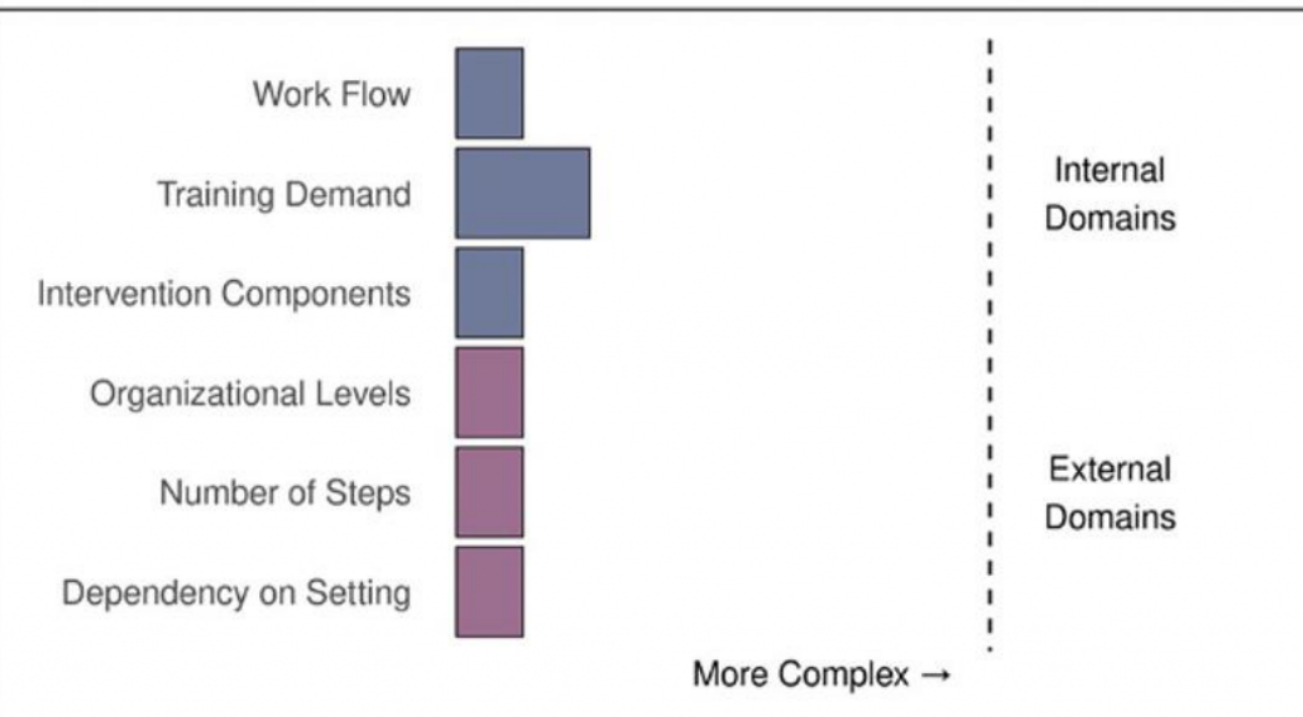 Work Flow
Training Demand
Intervention Components
Organizational Levels
Number of Steps
Dependency on Setting
Internal
Domains
External
Domains
More Complex →